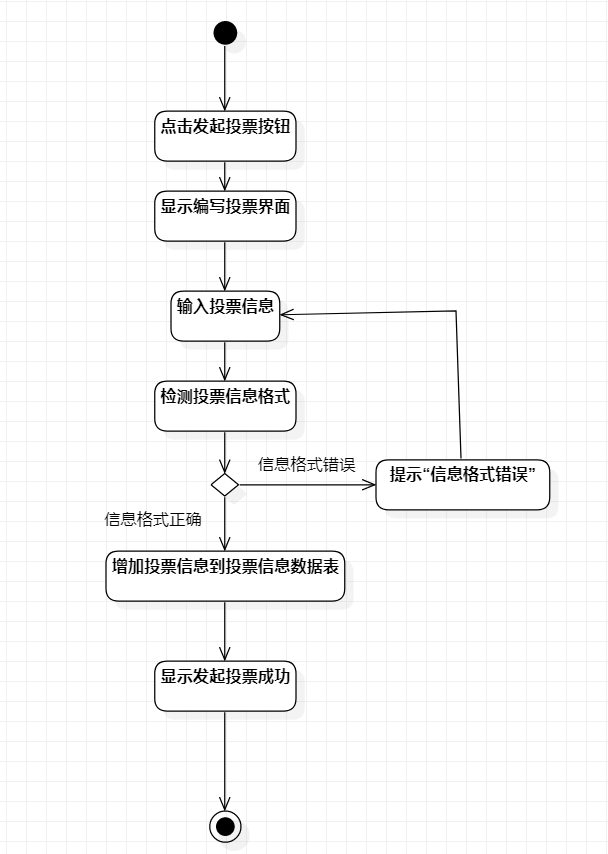 点击发起投票按钮
显示编写投票界面
输入投票信息
检测投票信息格式
信息格式错误
提示“信息格式错误”
信息格式正确
增加投票信息到投票信息数据表
显示发起投票成功